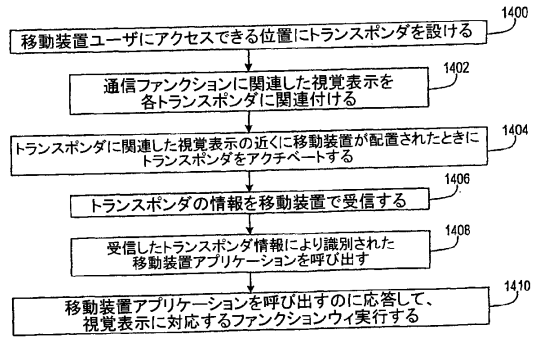 1400
移動装置ユーザにアクセスできる位置にトランスポンダを設ける
1402
通信ファンクションに関連した視覚表示を
各トランスポンダに関連付ける
1404
トランスポンダに関連した視覚表示の近くに移動装置が配置されたときに
トランスポンダをアクチベートする
1406
トランスポンダの情報を移動装置で受信する
1408
受信したトランスポンダ情報により識別された
移動装置アプリケーションを呼び出す
1410
移動装置アプリケーションを呼び出すのに応答して、
視覚表示に対応するファンクションウィ実行する